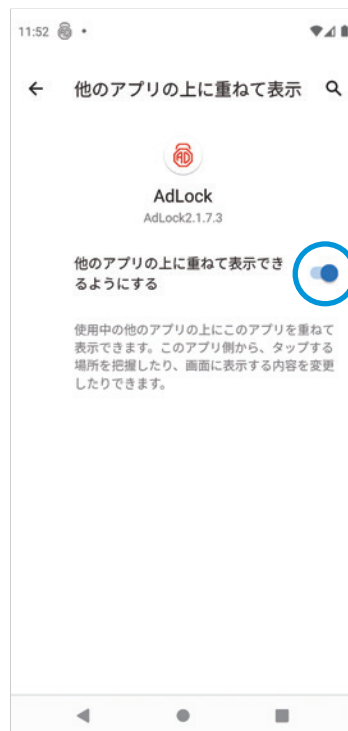 11:52
他のアプリの上に重ねて表示
AD
AdLock
AdLock2.1.7.3
他のアプリの上に重ねて表示でき
るようにする
使用中の他のアプリの上にこのアプリを重ねて
表示できます。このアプリ側から、タップする
場所を把握したり、画面に表示する内容を変更
したりできます。